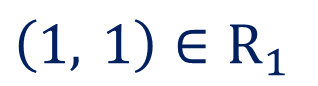 (1, 1) ∈ R₁